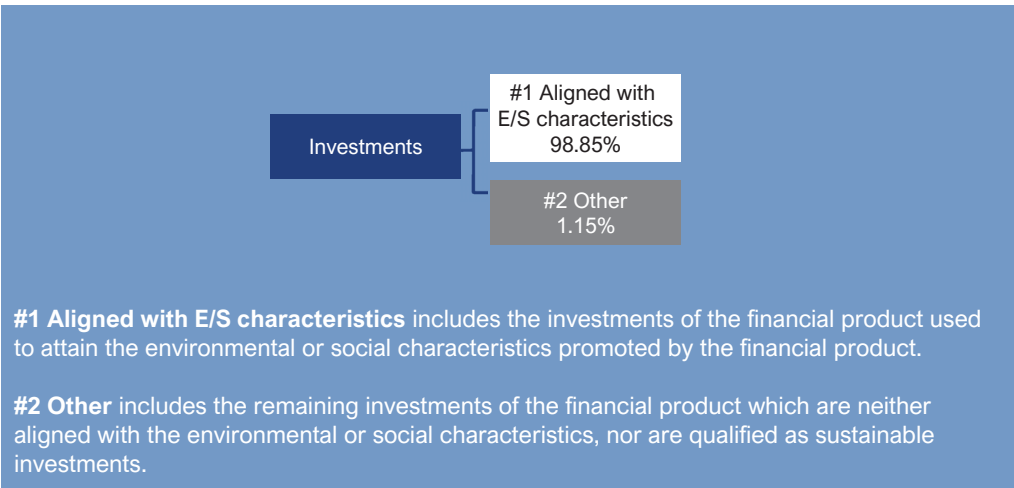 #1 Aligned with
E/S characteristics
98.85%
Investments
#2 Other
1.15%
#1 Aligned with E/S characteristics includes the investments of the financial product used
to attain the environmental or social characteristics promoted by the financial product.
#2 Other includes the remaining investments of the financial product which are neither
aligned with the environmental or social characteristics, nor are qualified as sustainable
investments.